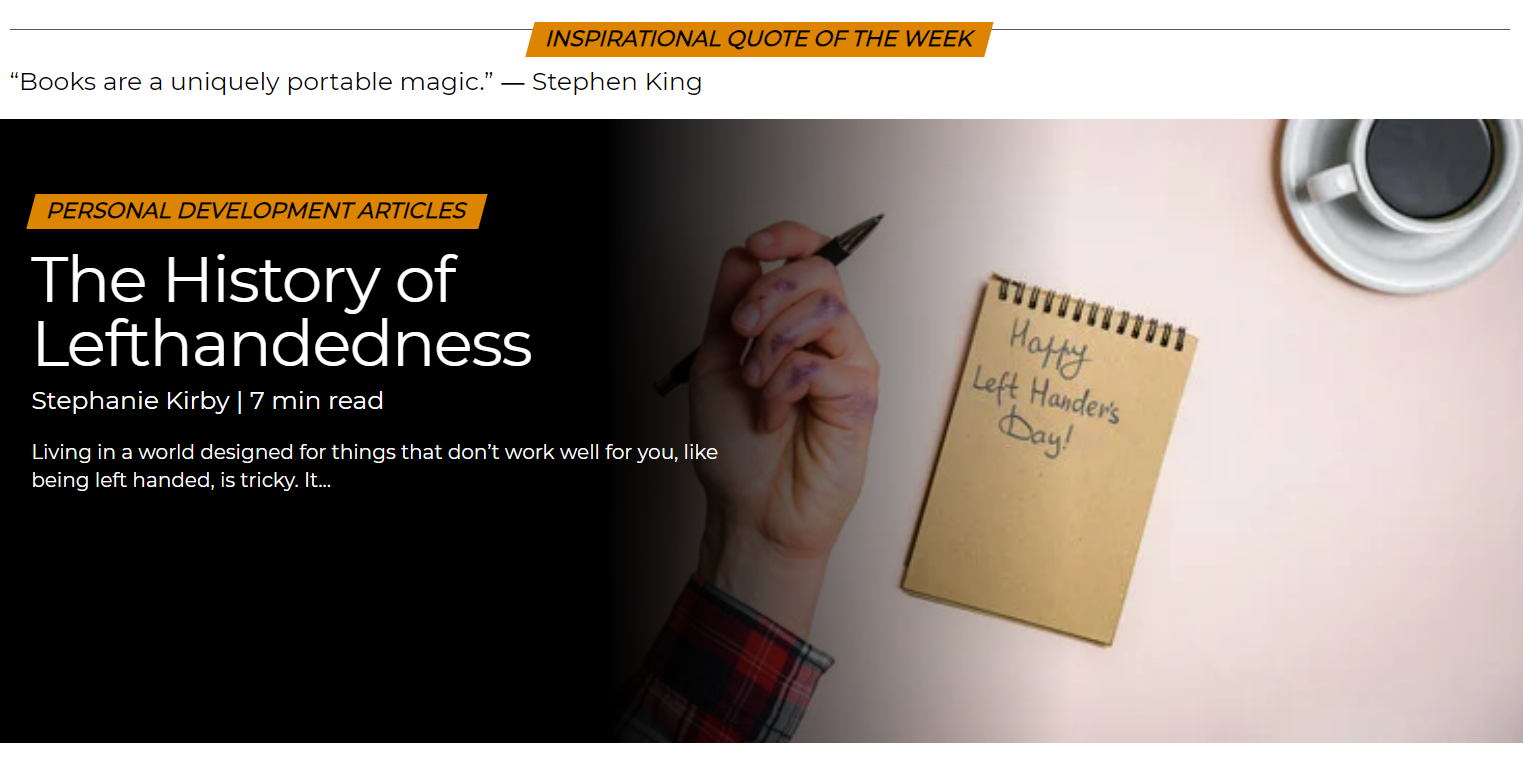 INSPIRATIONAL QUOTE OF THE WEEK
“Books are a uniquely portable magic.” — Stephen King
PERSONAL DEVELOPMENT ARTICLES
The History of
Lefthandedness
Stephanie Kirby | 7 min read
Living in a world designed for things that don’t work well for you, like
being left handed, is tricky. It...
Happy
Left Hander's
Day!